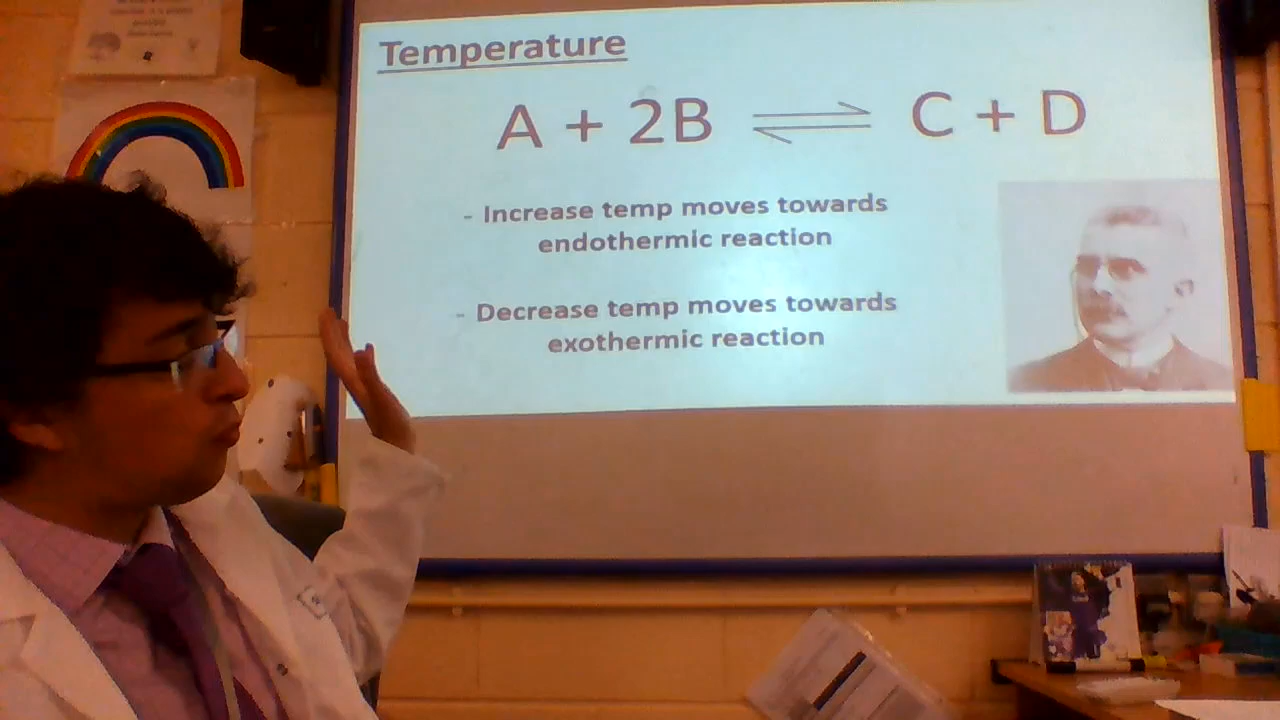 Temperature
A + 2B ⇌ C + D
- Increase temp moves towards
endothermic reaction
- Decrease temp moves towards
exothermic reaction